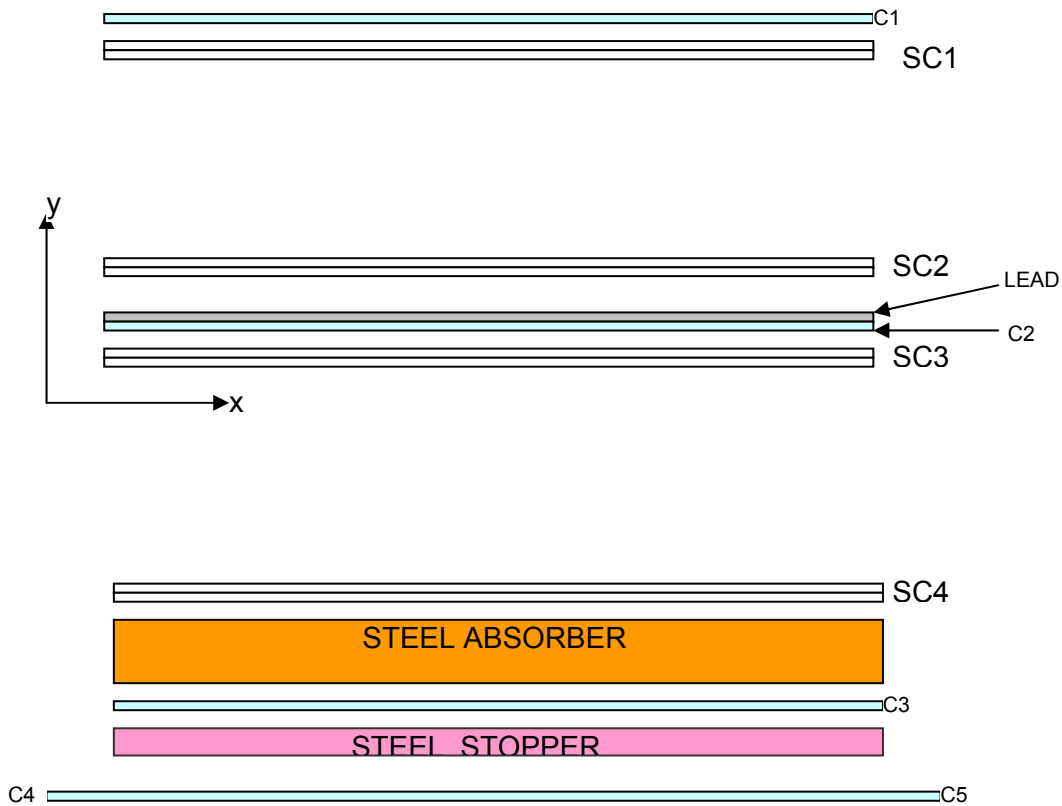 C1
SC1
y
SC2
LEAD
C2
SC3
x
SC4
STEEL ABSORBER
C3
STEEL STOPPER
C4
C5